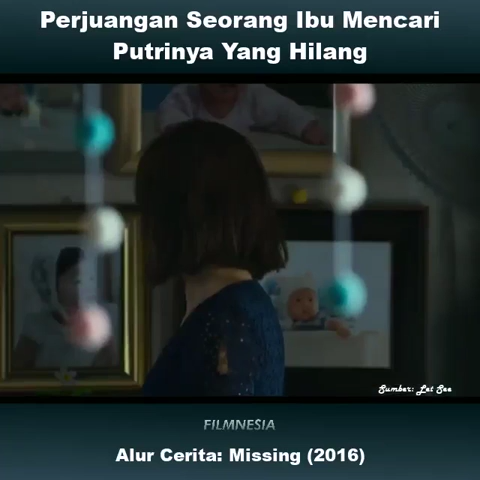 Perjuangan Seorang Ibu Mencari
Putrinya Yang Hilang
Sumber: Let See
FILMNESIA
Alur Cerita: Missing (2016)